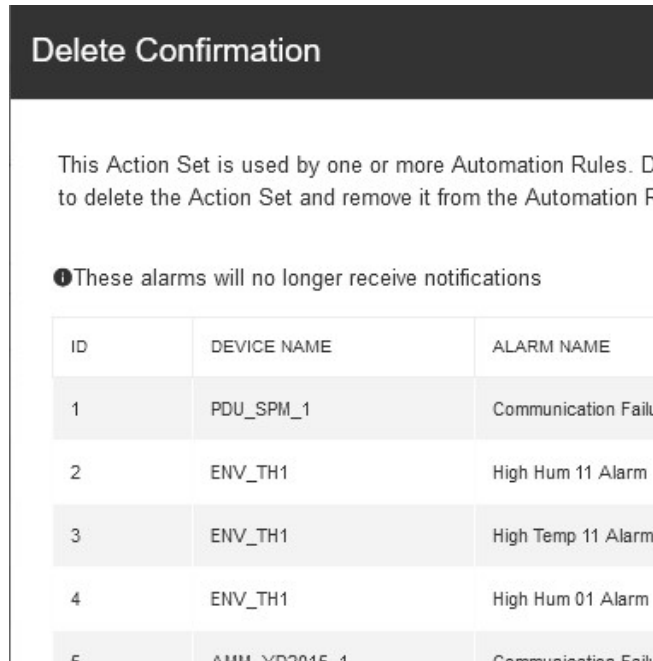 Delete Confirmation
This Action Set is used by one or more Automation Rules.
to delete the Action Set and remove it from the Automation
These alarms will no longer receive notifications
ID DEVICE NAME ALARM NAME
1 PDU_SPM_1 Communication
2 ENV_TH1 High Hum 11 Alarm
3 ENV_TH1 High Temp 11 Alarm
4 ENV_TH1 High Hum 01 Alarm